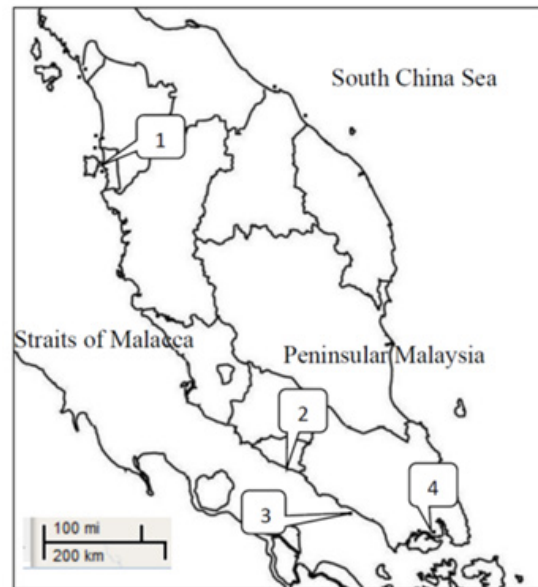 South China Sea
1
Straits of Malacca
Peninsular Malaysia
2
3
4
100 mi
200 km